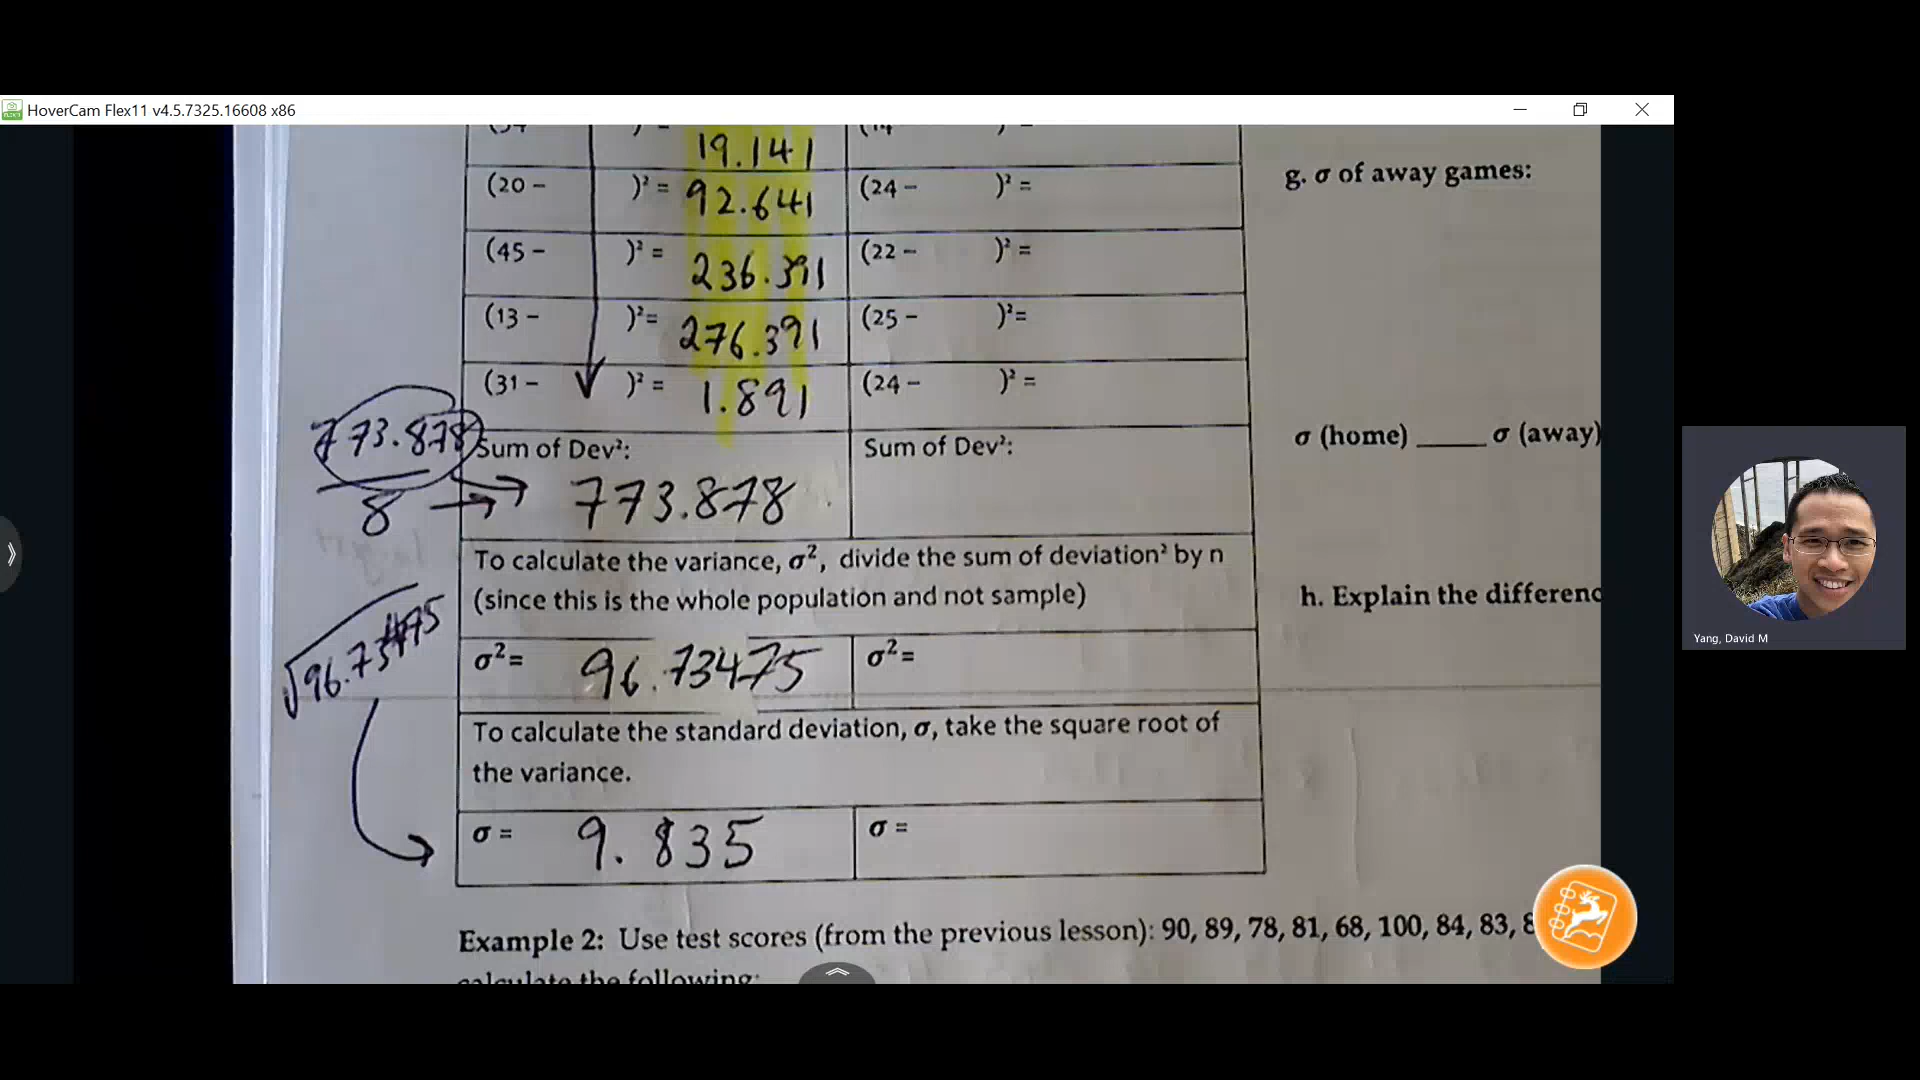 HoverCam Flex11 v4.5.7325.16608 x86
19.141
(20 – )² = 92.641 (24 – )² =
(45 – )² = 236.391 (22 – )² =
(13 – )² = 276.391 (25 – )² =
(31 – )² = 1.891 (24 – )² =
773.878
8
Sum of Dev²: Sum of Dev²:
773.878
To calculate the variance, σ², divide the sum of deviation² by n
(since this is the whole population and not sample)
σ² = 96.73475 σ² =
√96.73475
To calculate the standard deviation, σ, take the square root of
the variance.
σ = 9.835 σ =
Example 2: Use test scores (from the previous lesson): 90, 89, 78, 81, 68, 100, 84, 83, 8
calculate the following:
g. σ of away games:
σ (home) _____ σ (away)
h. Explain the differenc
Yang, David M